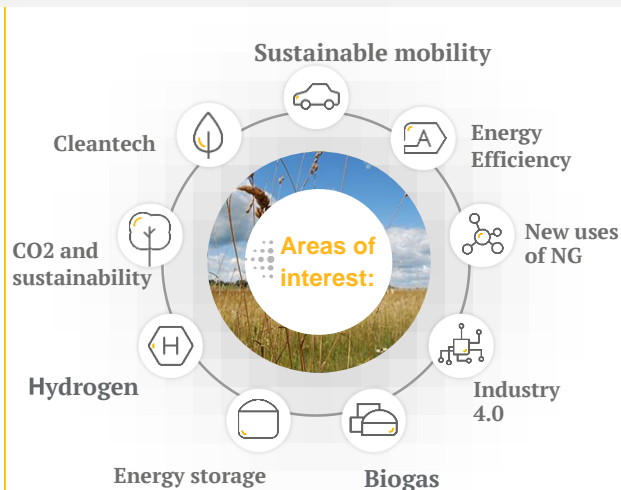 Sustainable mobility
Cleantech
Energy
Efficiency
A
CO2 and
sustainability
New uses
of NG
Areas of
interest:
H
Hydrogen
Industry
4.0
Energy storage
Biogas